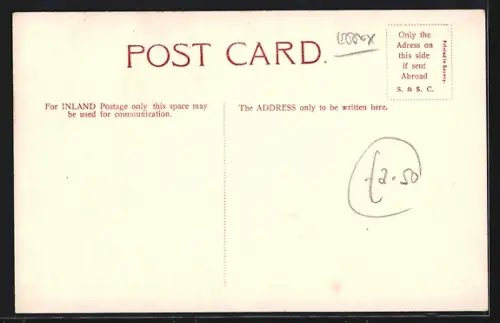 POST CARD.
Essex
Only the
Adress on
this side
if sent
Abroad
S. & S. C.
Printed in Saxony.
For INLAND Postage only this space may
be used for communication.
The ADDRESS only to be written here.
£2.50